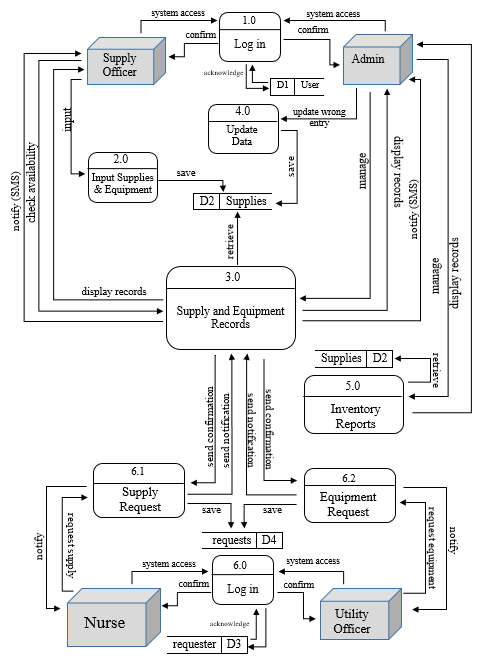 system access
1.0
system access
confirm
confirm
Log in
Supply
Officer
Admin
acknowledge
D1 User
4.0
Update
Data
update wrong
entry
input
2.0
Input Supplies
& Equipment
save
save
D2 Supplies
manage
display records
notify (SMS)
notify (SMS)
check availability
retrieve
manage
display records
3.0
Supply and Equipment
Records
display records
Supplies D2
retrieve
5.0
Inventory
Reports
send confirmation
send notification
send notification
send confirmation
6.1
Supply
Request
6.2
Equipment
Request
save
save
requests D4
notify
request supply
request equipment
notify
system access
6.0
system access
confirm
Log in
confirm
Nurse
Utility
Officer
acknowledge
requester D3